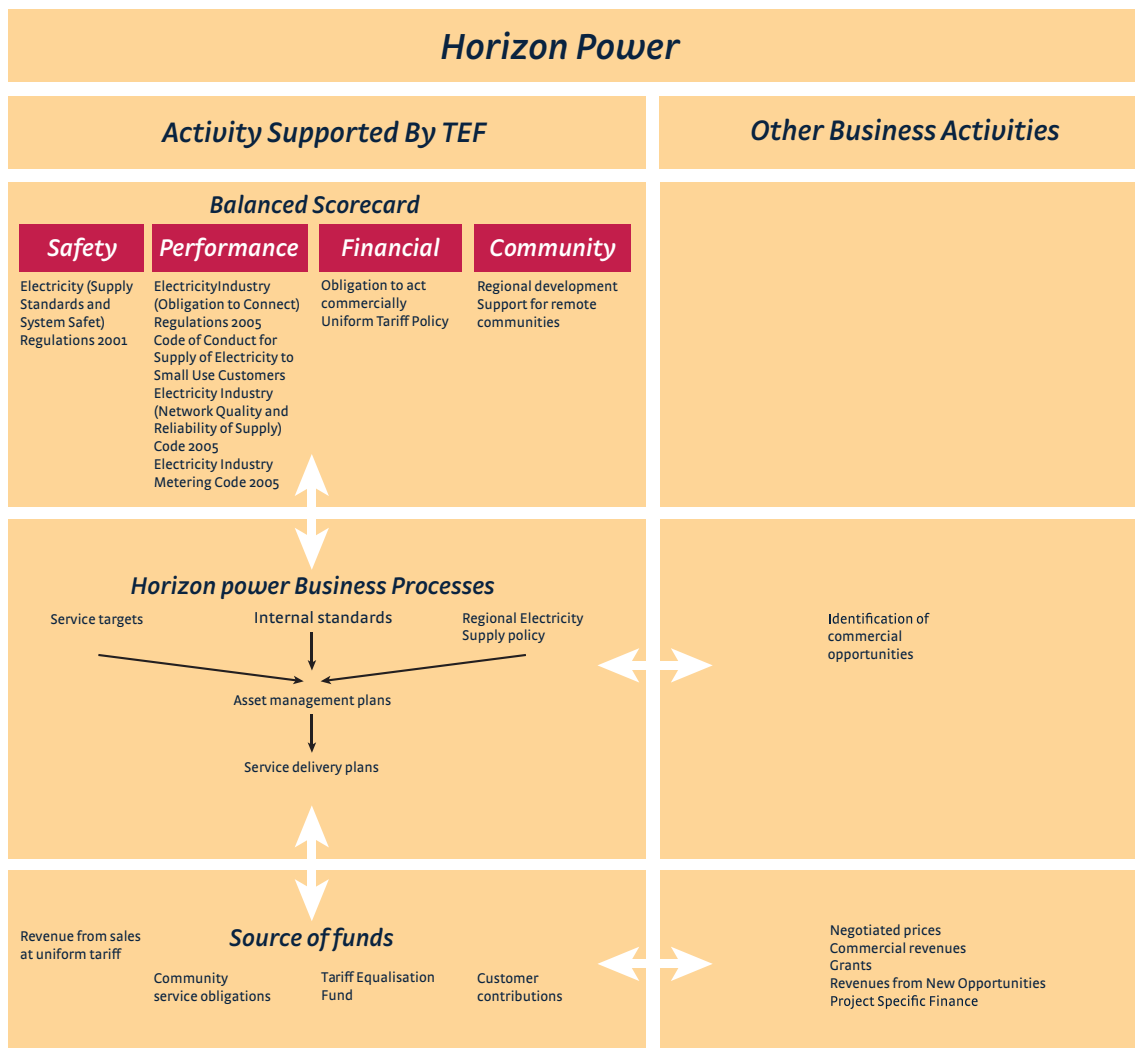 Horizon Power
Activity Supported By TEF
Other Business Activities
Balanced Scorecard
Safety
Electricity (Supply
Standards and
System Safet)
Regulations 2001
Performance
ElectricityIndustry
(Obligation to Connect)
Regulations 2005
Code of Conduct for
Supply of Electricity to
Small Use Customers
Electricity Industry
(Network Quality and
Reliability of Supply)
Code 2005
Electricity Industry
Metering Code 2005
Financial
Obligation to act
commercially
Uniform Tariff Policy
Community
Regional development
Support for remote
communities
Horizon power Business Processes
Service targets
Internal standards
Regional Electricity
Supply policy
Asset management plans
Service delivery plans
Identification of
commercial
opportunities
Source of funds
Revenue from sales
at uniform tariff
Community
service obligations
Tariff Equalisation
Fund
Customer
contributions
Negotiated prices
Commercial revenues
Grants
Revenues from New Opportunities
Project Specific Finance